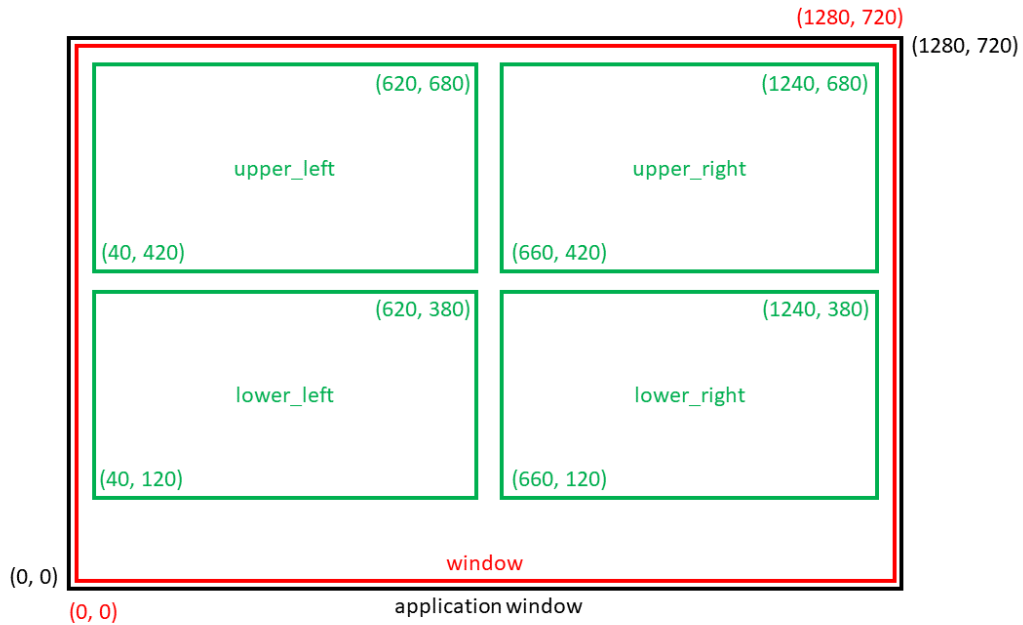 (1280, 720)
(1280, 720)
(620, 680)
(1240, 680)
upper_left
upper_right
(40, 420)
(660, 420)
(620, 380)
(1240, 380)
lower_left
lower_right
(40, 120)
(660, 120)
window
(0, 0)
application window
(0, 0)